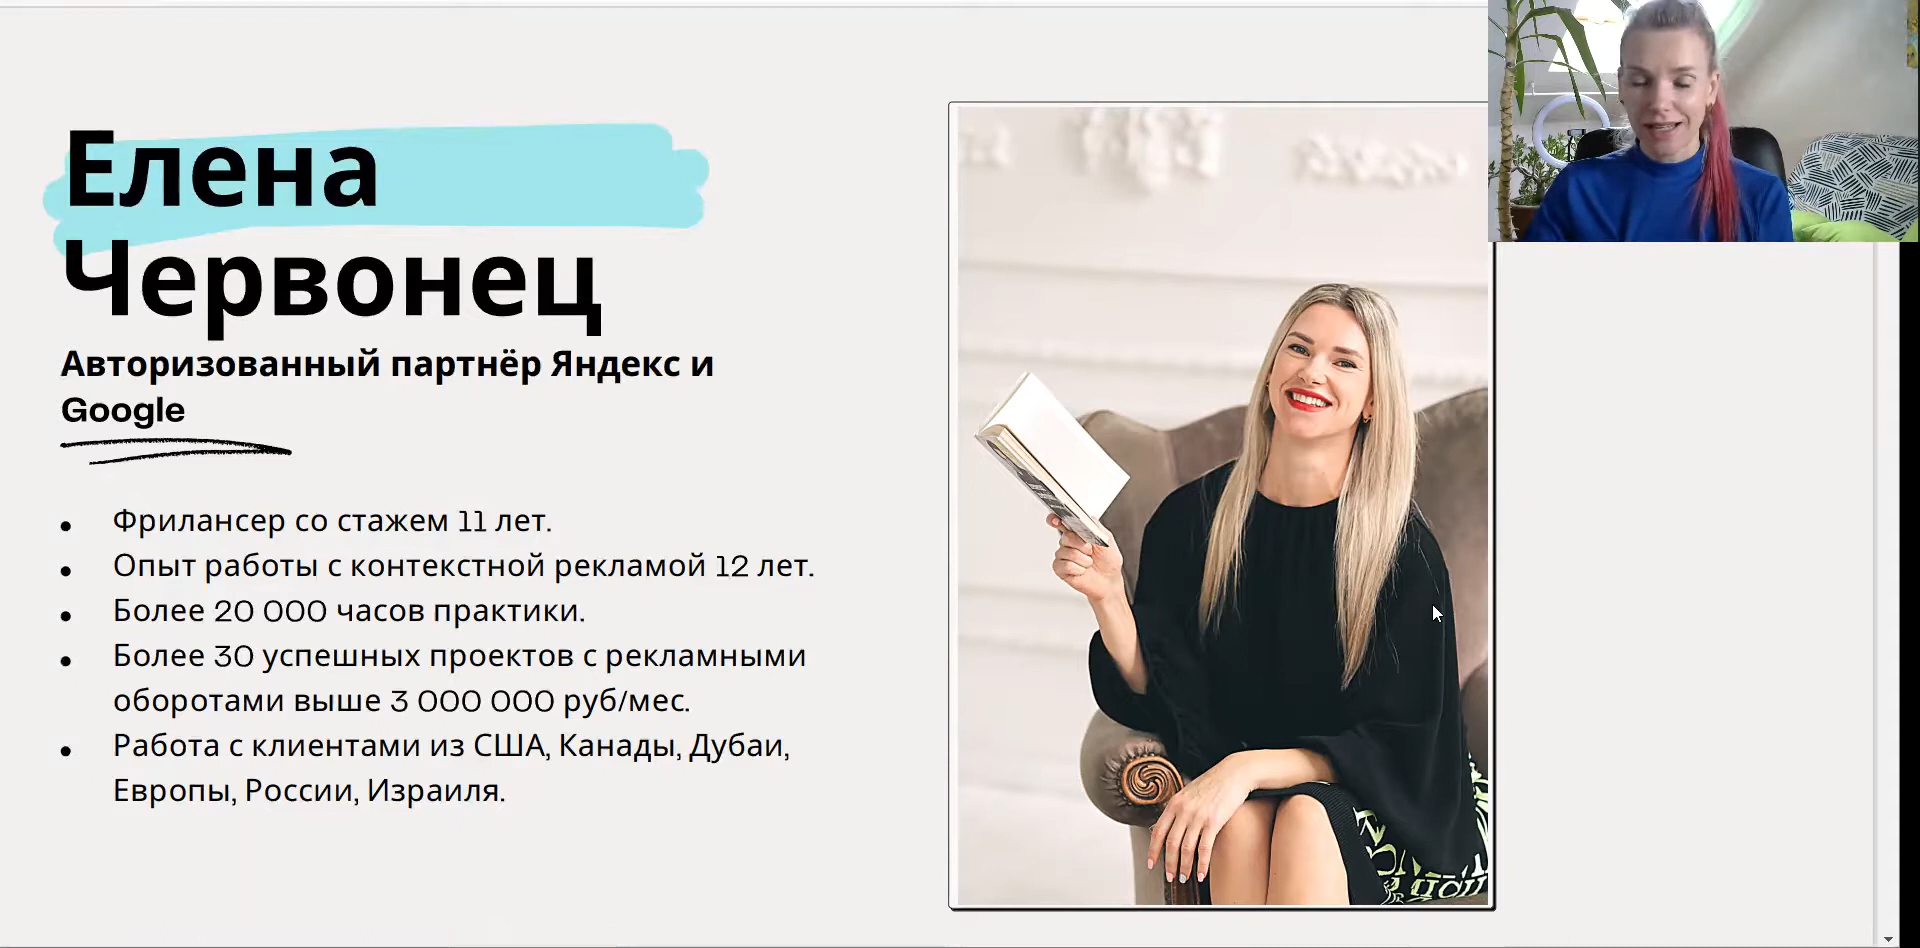 Елена
Червонец
Авторизованный партнёр Яндекс и
Google
Фрилансер со стажем 11 лет.
Опыт работы с контекстной рекламой 12 лет.
Более 20 000 часов практики.
Более 30 успешных проектов с рекламными
оборотами выше 3 000 000 руб/мес.
Работа с клиентами из США, Канады, Дубаи,
Европы, России, Израиля.